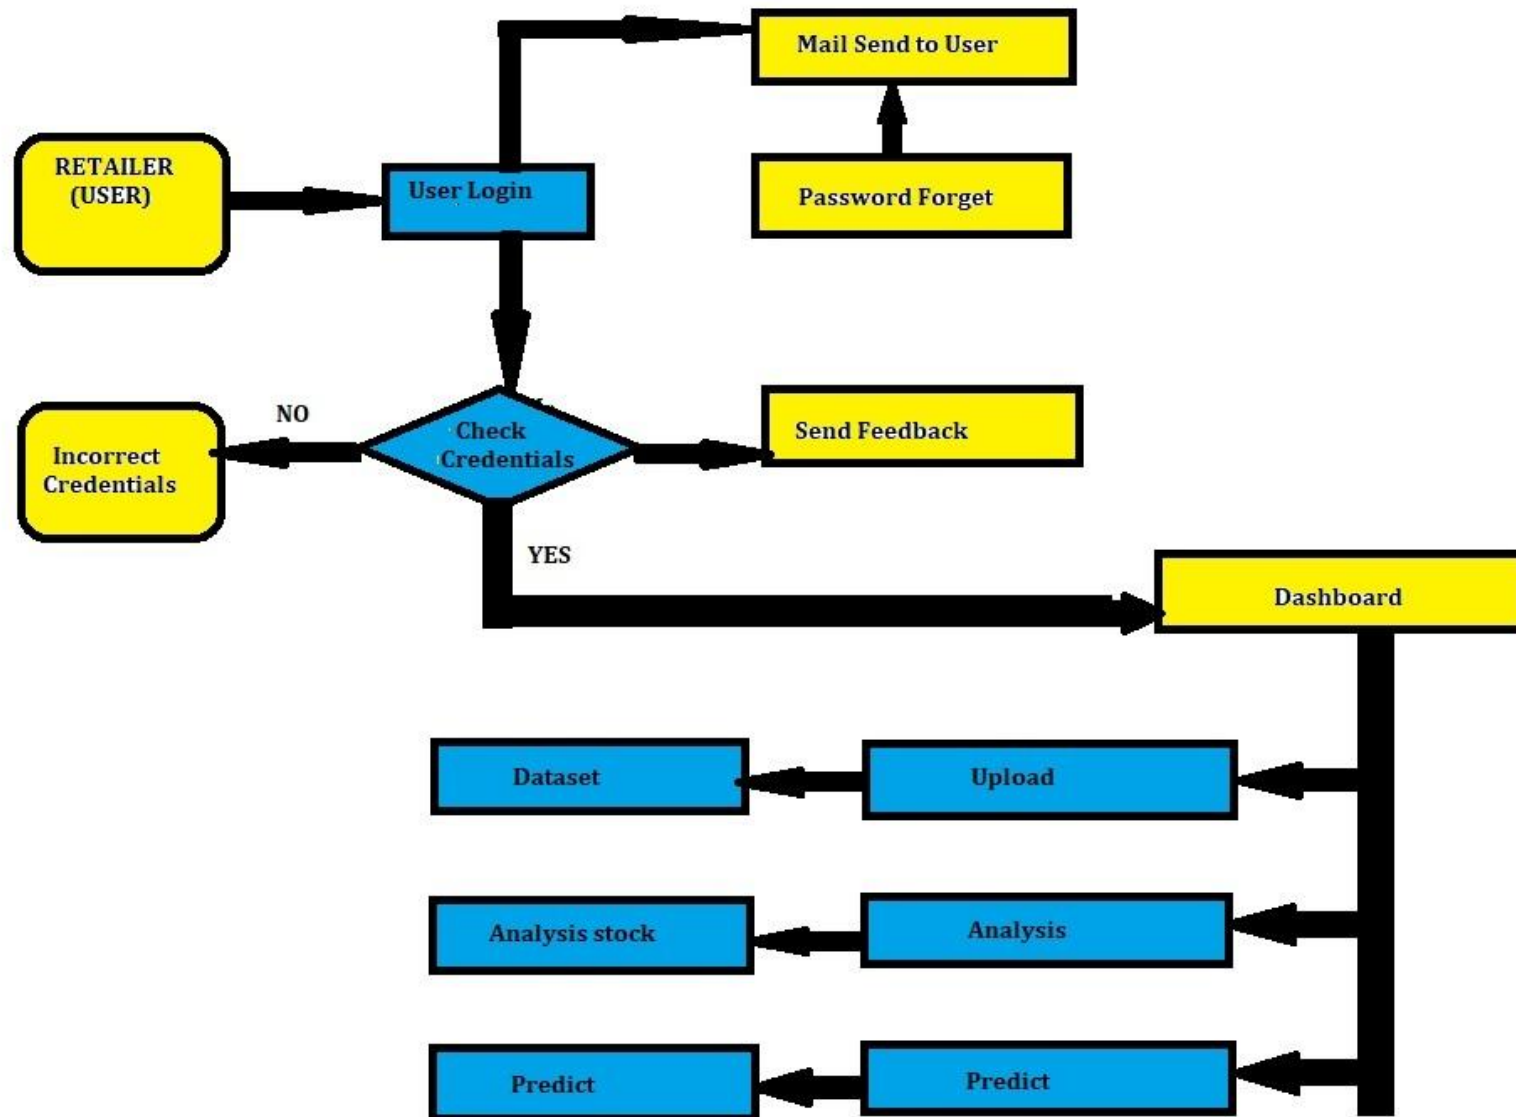 Mail Send to User
RETAILER
(USER)
User Login
Password Forget
NO
Check
Credentials
Send Feedback
Incorrect
Credentials
YES
Dashboard
Dataset
Upload
Analysis stock
Analysis
Predict
Predict